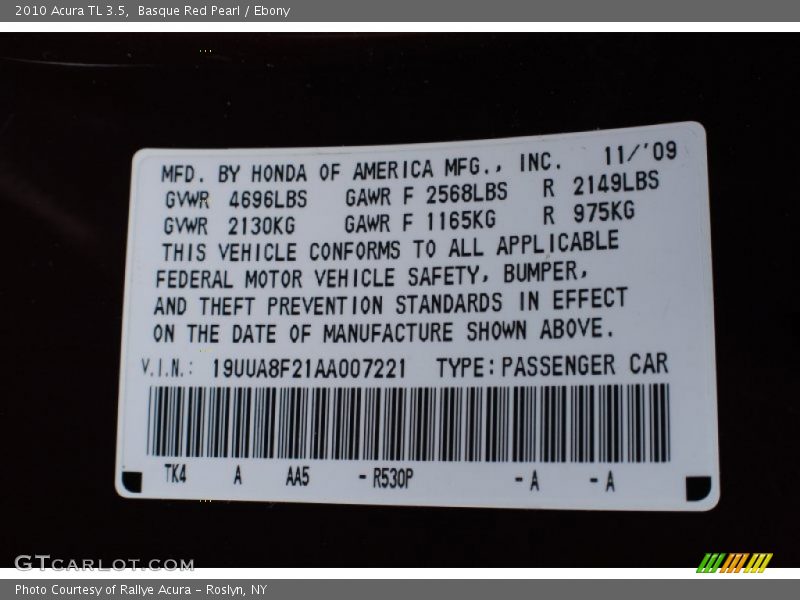 2010 Acura TL 3.5,  Basque Red Pearl / Ebony
MFD. BY HONDA OF AMERICA MFG., INC. 11/'09
GVWR 4696LBS GAWR F 2568LBS R 2149LBS
GVWR 2130KG GAWR F 1165KG R 975KG
THIS VEHICLE CONFORMS TO ALL APPLICABLE
FEDERAL MOTOR VEHICLE SAFETY, BUMPER,
AND THEFT PREVENTION STANDARDS IN EFFECT
ON THE DATE OF MANUFACTURE SHOWN ABOVE.
V.I.N.: 19UUA8F21AA007221 TYPE: PASSENGER CAR
TK4 A AA5 -R530P -A -A
GTCARLOT.COM
Photo Courtesy of Rallye Acura - Roslyn, NY